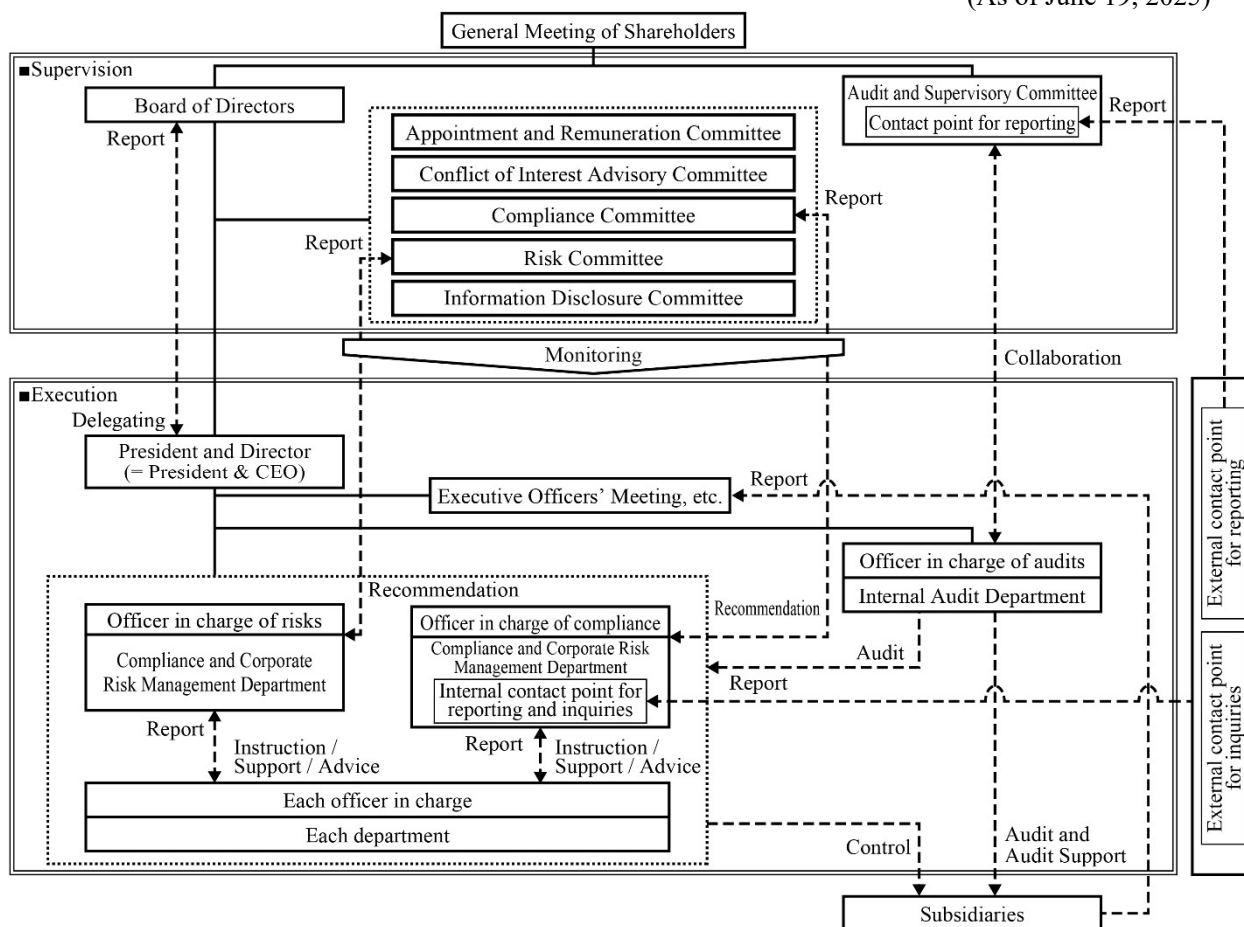 (As of June 19, 2025)
General Meeting of Shareholders
■Supervision
Board of Directors
Report
Audit and Supervisory Committee
Contact point for reporting
Report
Appointment and Remuneration Committee
Conflict of Interest Advisory Committee
Compliance Committee
Report
Report
Risk Committee
Information Disclosure Committee
Monitoring
Collaboration
■Execution
Delegating
President and Director
(= President & CEO)
Executive Officers' Meeting, etc.
Report
External contact point
for reporting
Officer in charge of audits
Internal Audit Department
Recommendation
Recommendation
Officer in charge of risks
Compliance and Corporate
Risk Management Department
Officer in charge of compliance
Compliance and Corporate Risk
Management Department
Internal contact point for
reporting and inquiries
Audit
Report
External contact point
for inquiries
Report
Instruction /
Support / Advice
Report
Instruction /
Support / Advice
Each officer in charge
Each department
Control
Audit and
Audit Support
Subsidiaries